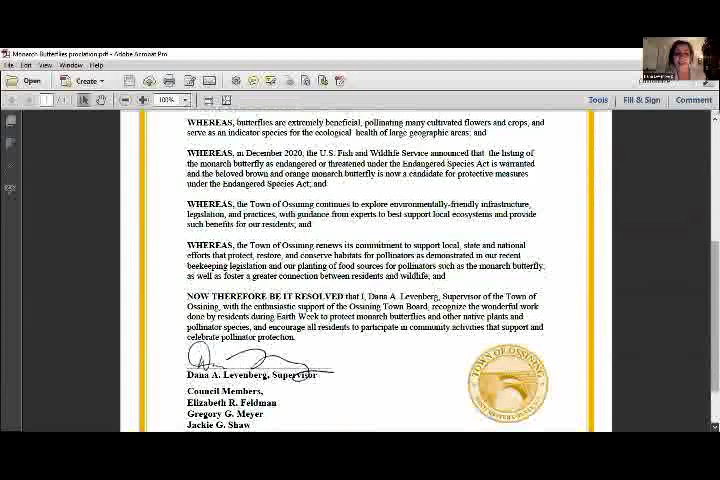 Monarch Butterflies proclation.pdf - Adobe Acrobat Pro
File Edit View Window Help
Open Create
1 / 1 100% Tools Fill & Sign Comment
WHEREAS, butterflies are extremely beneficial, pollinating many cultivated flowers and crops, and
serve as an indicator species for the ecological health of large geographic areas; and
WHEREAS, in December 2020, the U.S. Fish and Wildlife Service announced that the listing of
the monarch butterfly as endangered or threatened under the Endangered Species Act is warranted
and the beloved brown and orange monarch butterfly is now a candidate for protective measures
under the Endangered Species Act; and
WHEREAS, the Town of Ossining continues to explore environmentally-friendly infrastructure,
legislation, and practices, with guidance from experts to best support local ecosystems and provide
such benefits for our residents; and
WHEREAS, the Town of Ossining renews its commitment to support local, state and national
efforts that protect, restore, and conserve habitats for pollinators as demonstrated in our recent
beekeeping legislation and our planting of food sources for pollinators such as the monarch butterfly;
as well as foster a greater connection between residents and wildlife; and
NOW THEREFORE BE IT RESOLVED that I, Dana A. Levenberg, Supervisor of the Town of
Ossining, with the enthusiastic support of the Ossining Town Board, recognize the wonderful work
done by residents during Earth Week to protect monarch butterflies and other native plants and
pollinator species, and encourage all residents to participate in community activities that support and
celebrate pollinator protection.
Dana A. Levenberg, Supervisor
Council Members,
Elizabeth R. Feldman
Gregory G. Meyer
Jackie G. Shaw
TOWN OF OSSINING